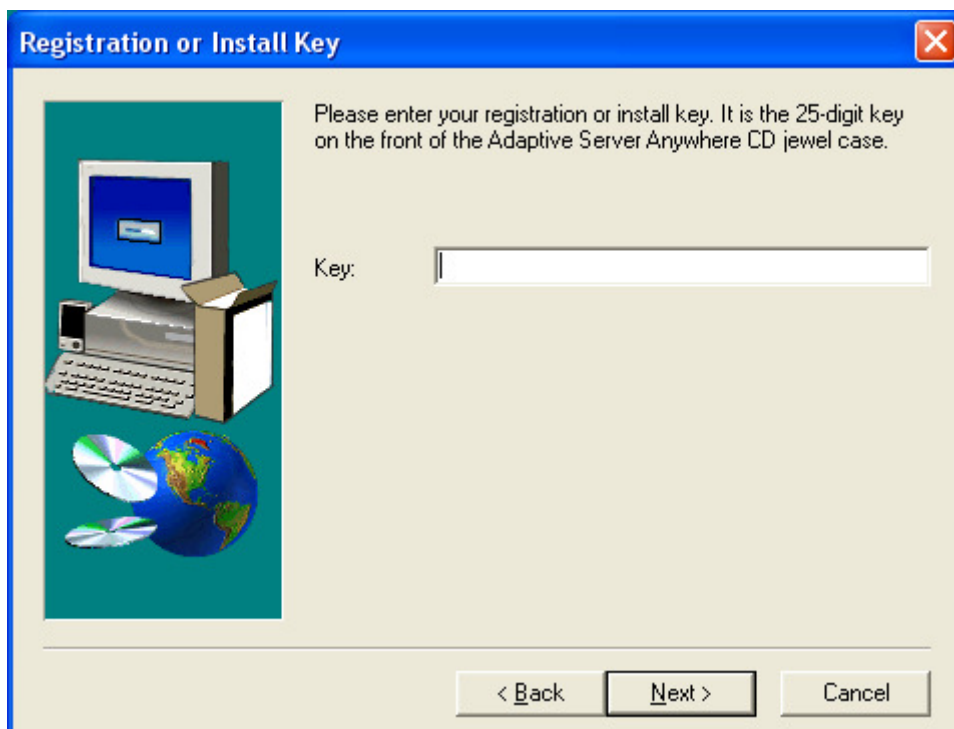 Registration or Install Key
Please enter your registration or install key. It is the 25-digit key
on the front of the Adaptive Server Anywhere CD jewel case.
Key:
< Back
Next >
Cancel